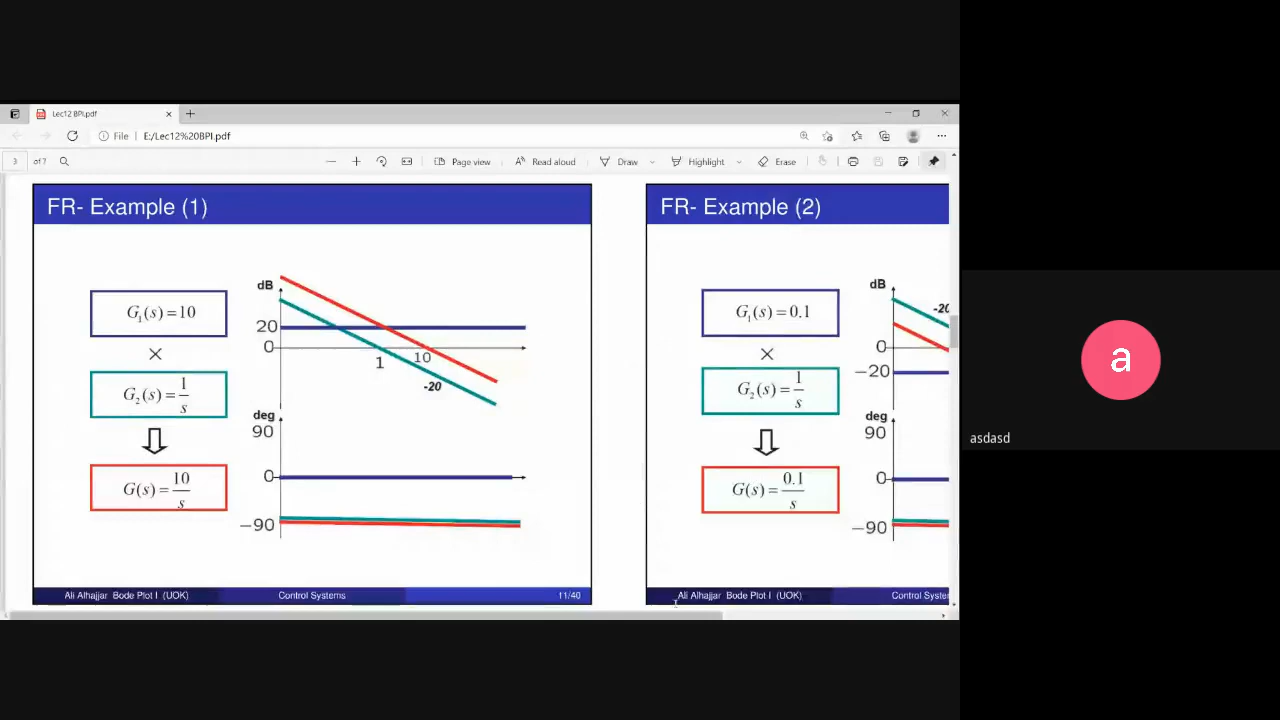 Lec12 BPI.pdf
File
E:/Lec12%20BPI.pdf
3 of 7
Page view
Read aloud
Draw
Highlight
Erase
FR- Example (1)
G₁(s) = 10
×
G₂(s) = 1/s
G(s) = 10/s
dB
20
0
1
10
-20
deg
90
0
−90
Ali Alhajjar Bode Plot I (UOK)
Control Systems
11/40
FR- Example (2)
G₁(s) = 0.1
×
G₂(s) = 1/s
G(s) = 0.1/s
dB
-20
0
−20
deg
90
0
−90
Ali Alhajjar Bode Plot I (UOK)
Control Syste
a
asdasd